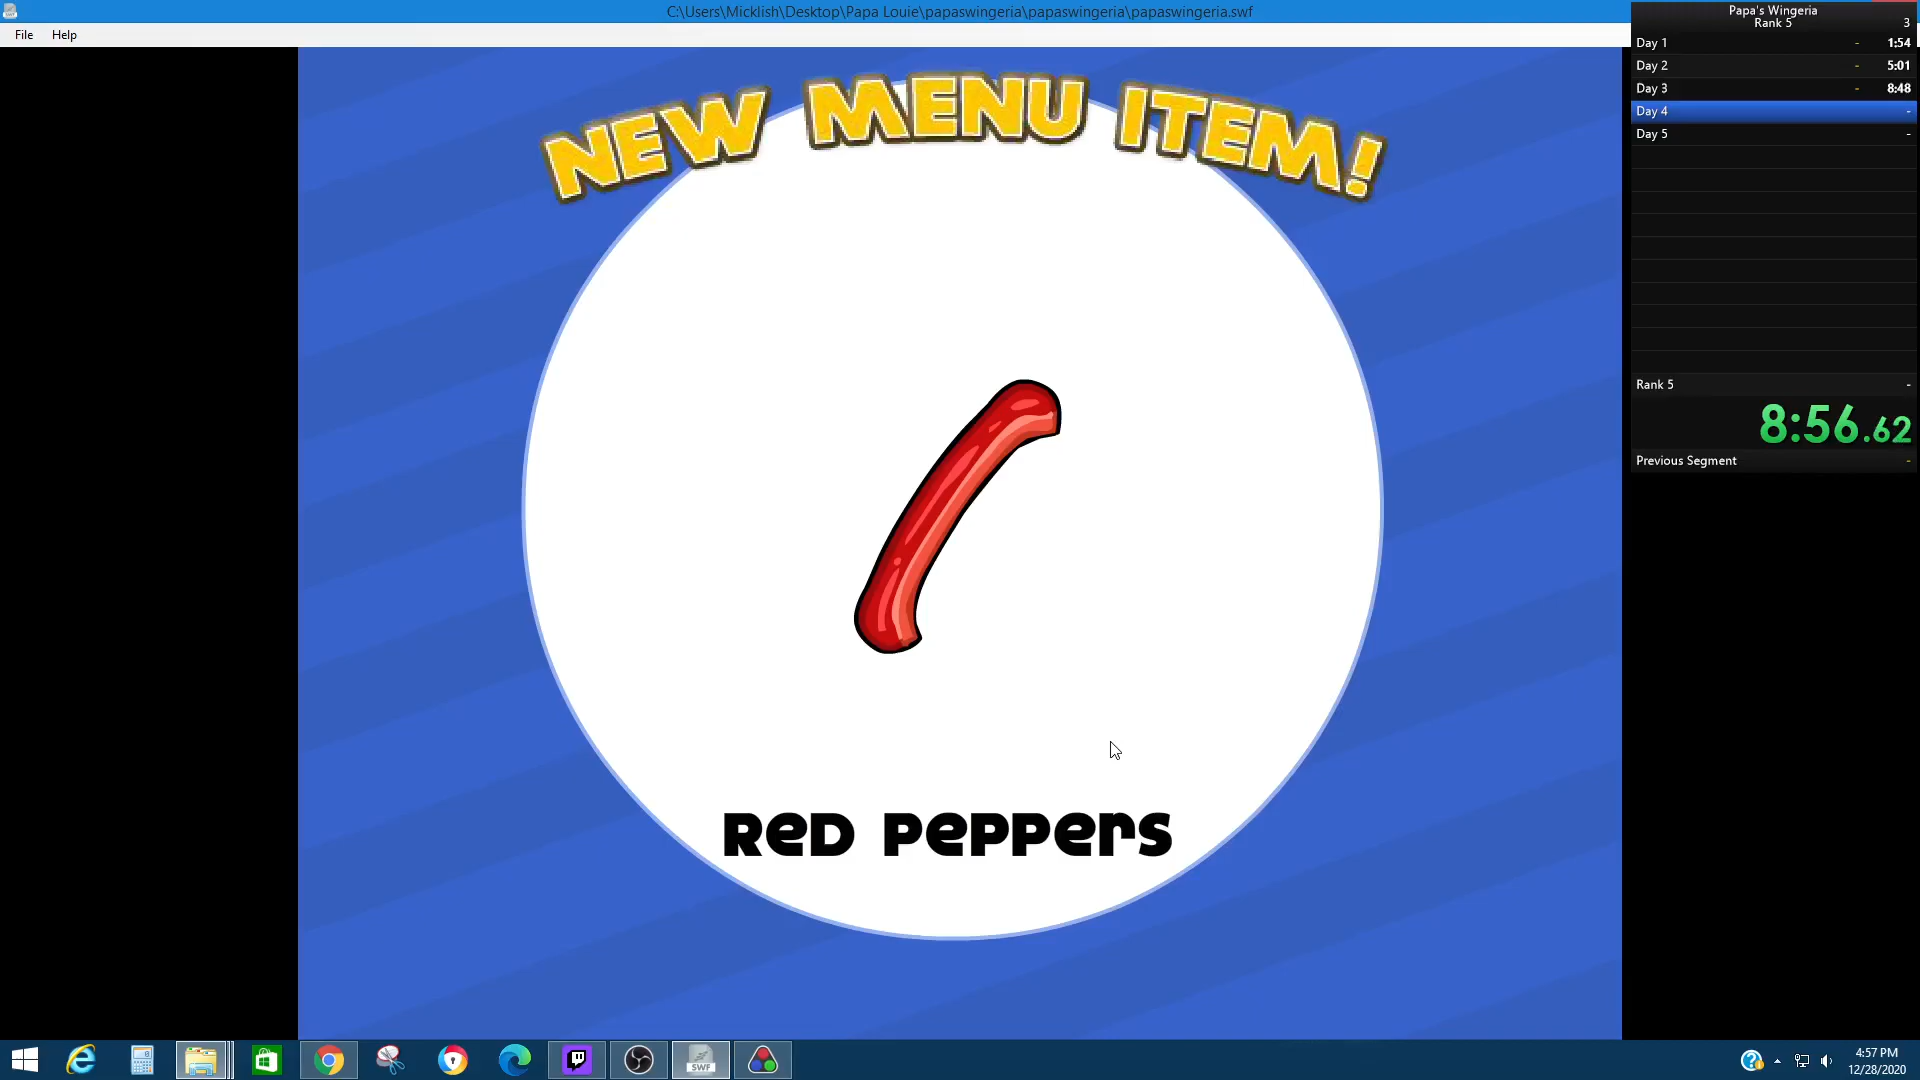 C:\Users\Micklish\Desktop\Papa Louie\papaswingeria\papaswingeria\papaswingeria.swf
File Help
NEW MENU ITEM!
Red Peppers
Papa's Wingeria
Rank 5 3
Day 1 - 1:54
Day 2 - 5:01
Day 3 - 8:48
Day 4 -
Day 5 -
Rank 5 -
8:56.62
Previous Segment -
SWF
4:57 PM
12/28/2020